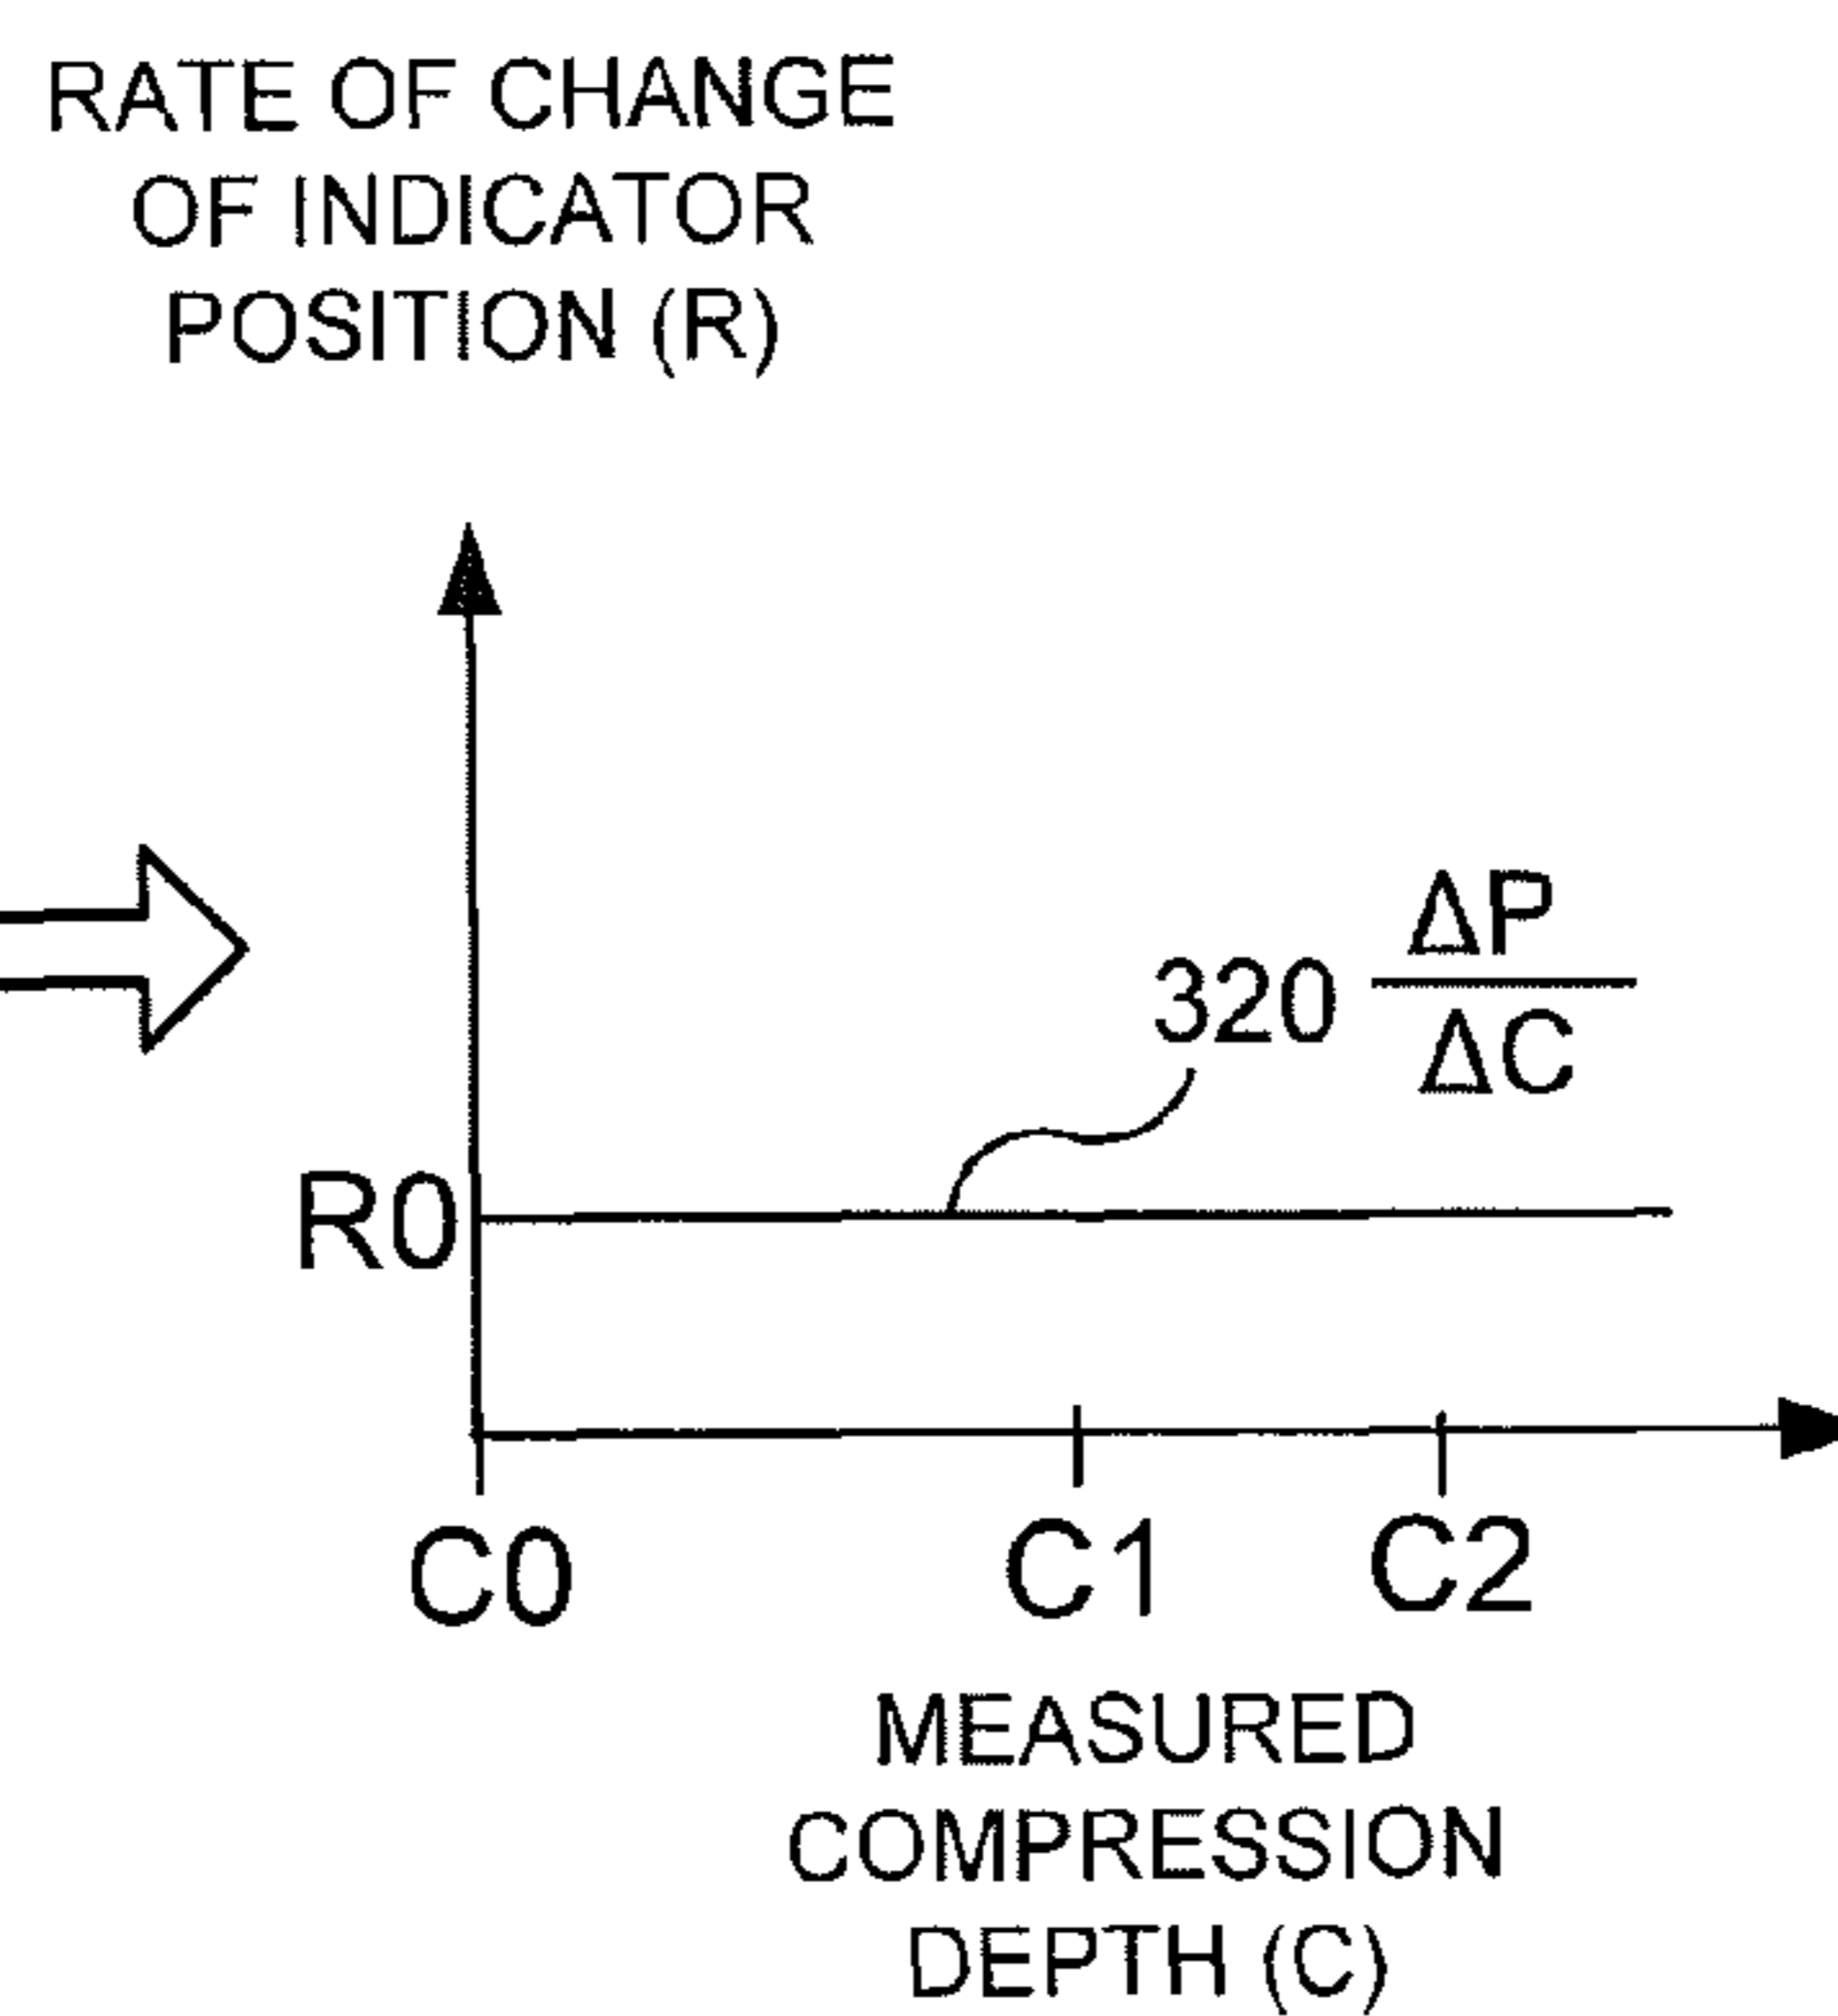 RATE OF CHANGE
OF INDICATOR
POSITION (R)
320 ΔP
ΔC
R0
C0 C1 C2
MEASURED
COMPRESSION
DEPTH (C)